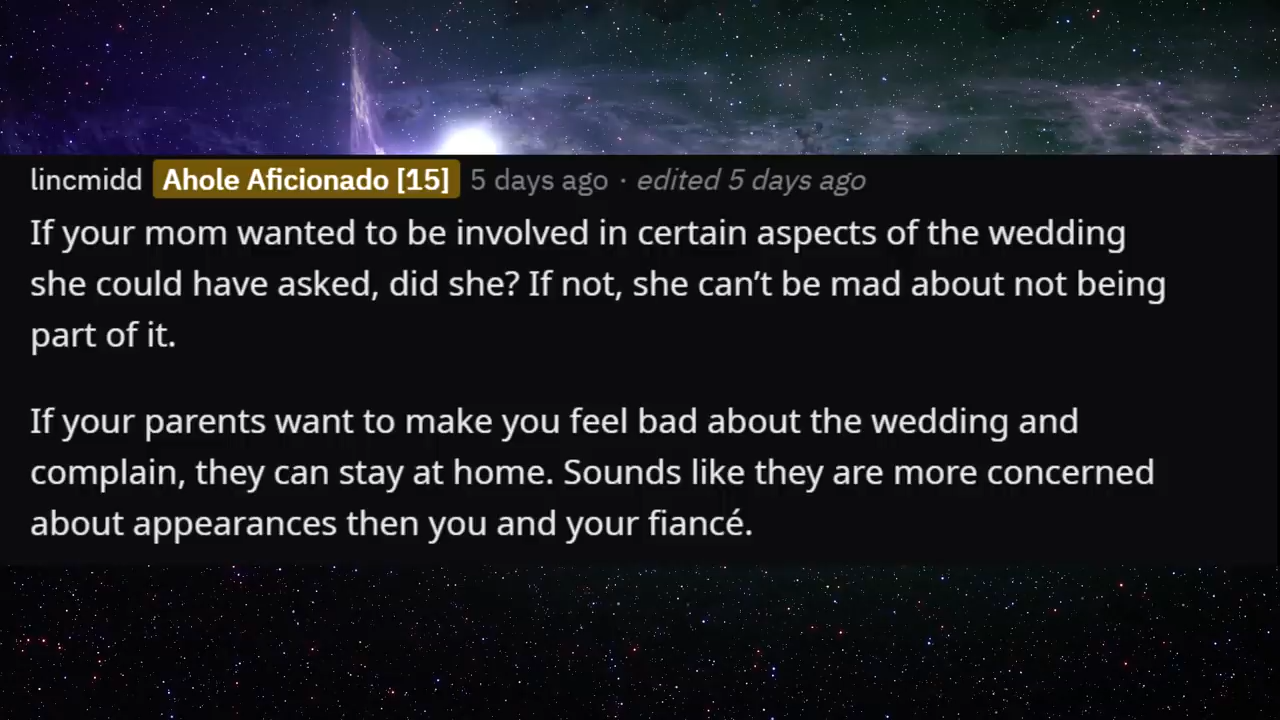 lincmidd Ahole Aficionado [15] 5 days ago · edited 5 days ago
If your mom wanted to be involved in certain aspects of the wedding
she could have asked, did she? If not, she can’t be mad about not being
part of it.
If your parents want to make you feel bad about the wedding and
complain, they can stay at home. Sounds like they are more concerned
about appearances then you and your fiancé.